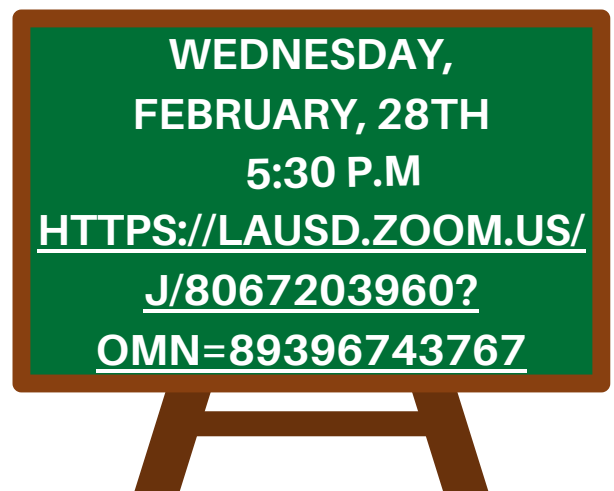 WEDNESDAY,
FEBRUARY, 28TH
5:30 P.M
HTTPS://LAUSD.ZOOM.US/
J/8067203960?
OMN=89396743767